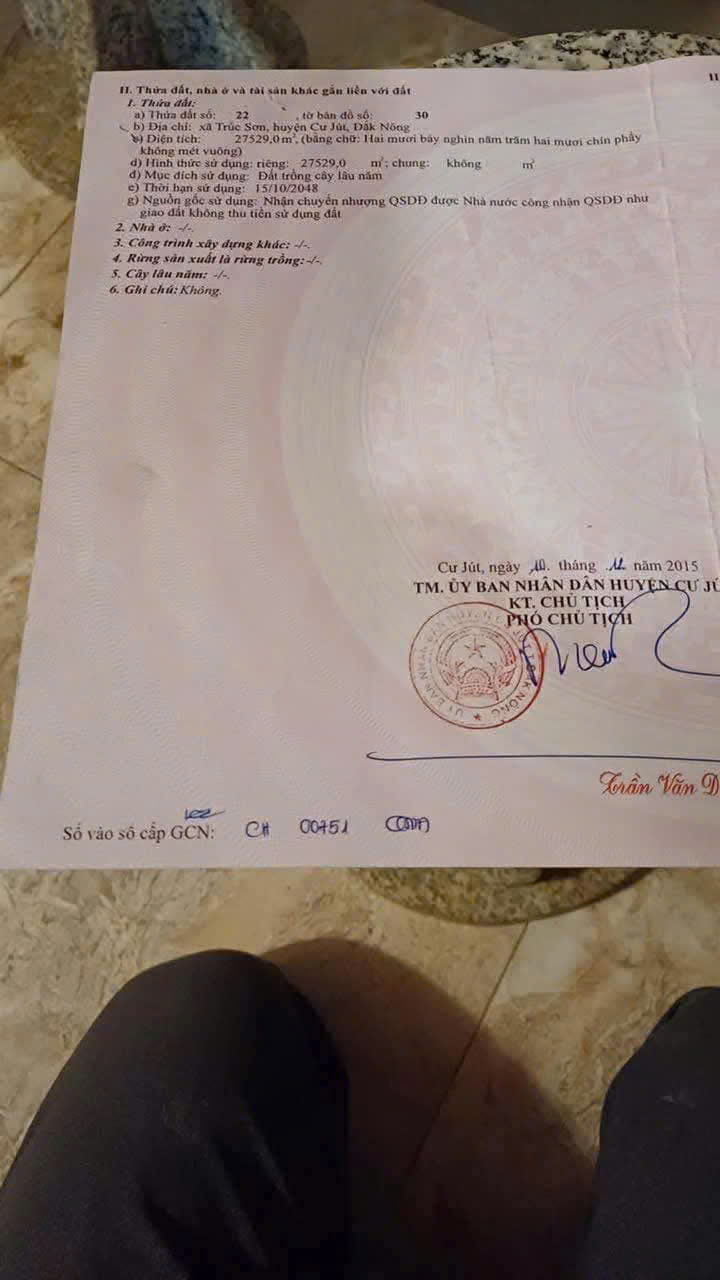 II. Thửa đất, nhà ở và tài sản khác gắn liền với đất
II
1. Thửa đất:
a) Thửa đất số: 22 , tờ bản đồ số: 30
b) Địa chỉ: xã Trúc Sơn, huyện Cư Jút, Đắk Nông
Diện tích: 27529,0 m², (bằng chữ: Hai mươi bảy nghìn năm trăm hai mươi chín phẩy
không mét vuông)
d) Hình thức sử dụng: riêng: 27529,0 m²; chung: không m²
đ) Mục đích sử dụng: Đất trồng cây lâu năm
e) Thời hạn sử dụng: 15/10/2048
g) Nguồn gốc sử dụng: Nhận chuyển nhượng QSDĐ được Nhà nước công nhận QSDĐ như
giao đất không thu tiền sử dụng đất
2. Nhà ở: -/-.
3. Công trình xây dựng khác: -/-.
4. Rừng sản xuất là rừng trồng: -/-.
5. Cây lâu năm: -/-.
6. Ghi chú: Không.
Cư Jút, ngày 10. tháng .12. năm 2015
TM. ỦY BAN NHÂN DÂN HUYỆN CƯ JÚ
KT. CHỦ TỊCH
PHÓ CHỦ TỊCH
Trần Văn D
Số vào sổ cấp GCN: CH 00751